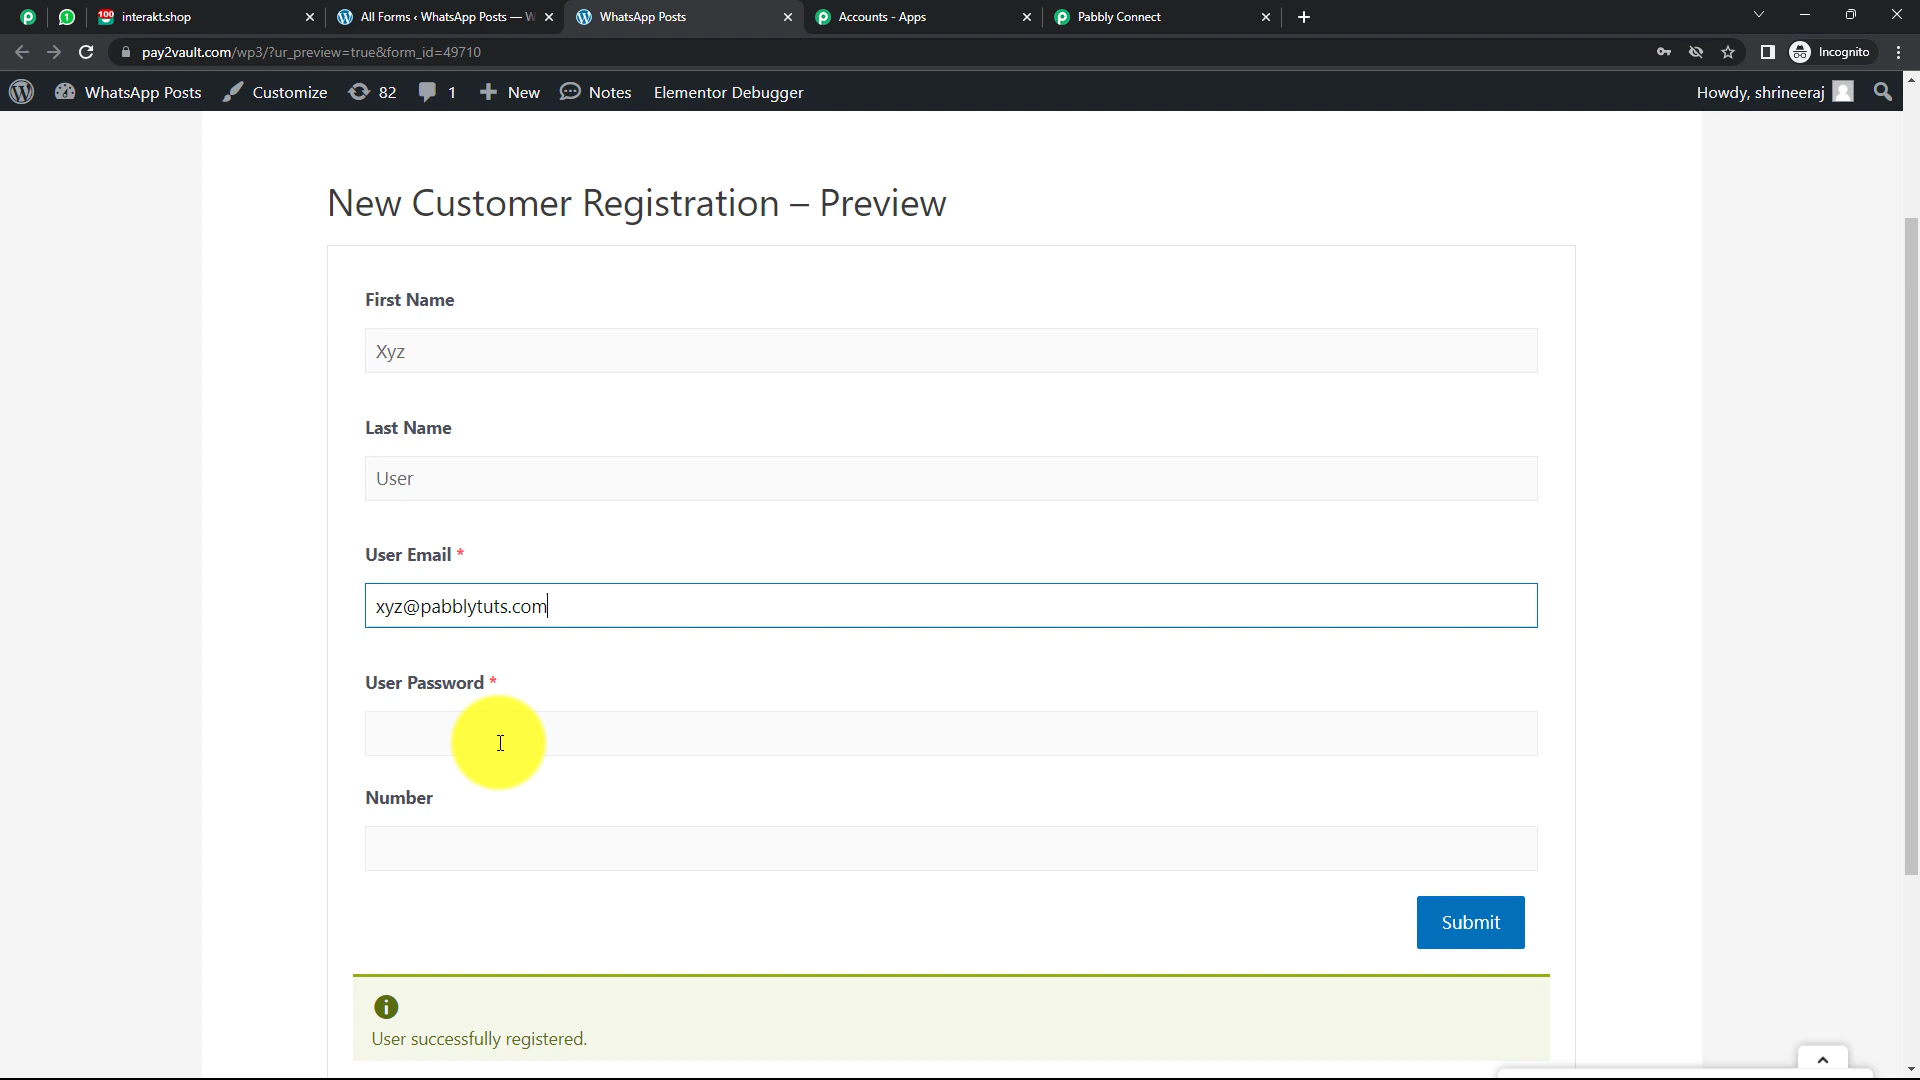 interakt.shop
All Forms ‹ WhatsApp Posts — W
WhatsApp Posts
Accounts - Apps
Pabbly Connect
pay2vault.com/wp3/?ur_preview=true&form_id=49710
Incognito
WhatsApp Posts
Customize
82
1
New
Notes
Elementor Debugger
Howdy, shrineeraj
New Customer Registration – Preview
First Name
Xyz
Last Name
User
User Email *
xyz@pabblytuts.com
User Password *
Number
Submit
User successfully registered.